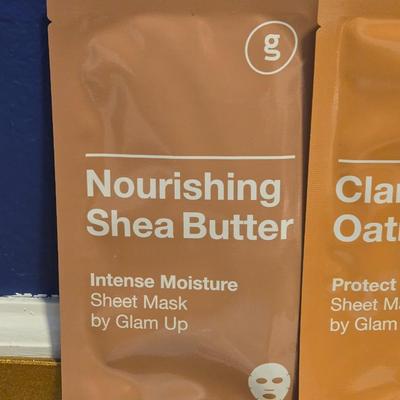 g
Nourishing
Shea Butter
Intense Moisture
Sheet Mask
by Glam Up
Protect
Sheet
by Glam